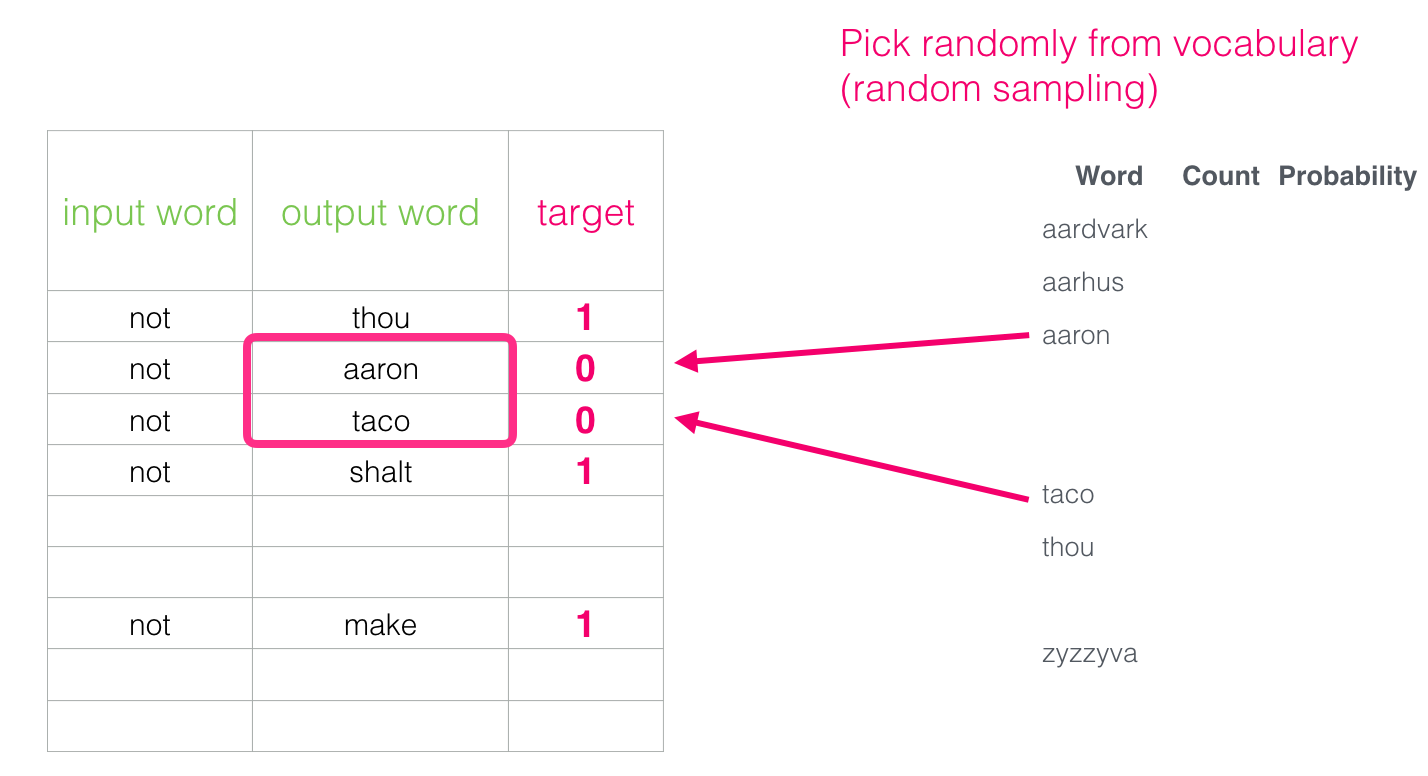 Pick randomly from vocabulary
(random sampling)
input word output word target
not thou 1
not aaron 0
not taco 0
not shalt 1
not make 1
Word Count Probability
aardvark
aarhus
aaron
taco
thou
zyzzyva